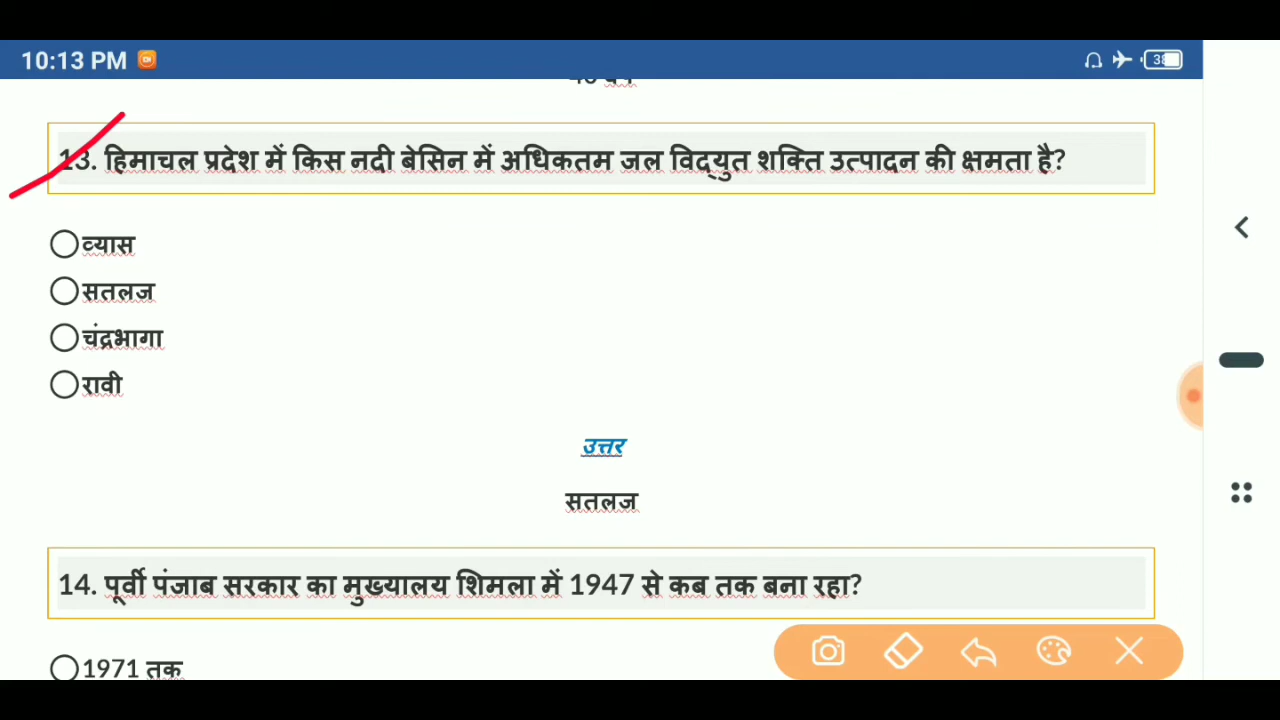 10:13 PM
13. हिमाचल प्रदेश में किस नदी बेसिन में अधिकतम जल विद्युत शक्ति उत्पादन की क्षमता है?
व्यास
सतलज
चंद्रभागा
रावी
उत्तर
सतलज
14. पूर्वी पंजाब सरकार का मुख्यालय शिमला में 1947 से कब तक बना रहा?
1971 तक